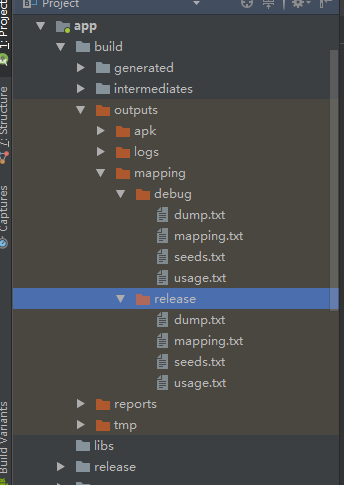 Project
app
build
generated
intermediates
outputs
apk
logs
mapping
debug
dump.txt
mapping.txt
seeds.txt
usage.txt
release
dump.txt
mapping.txt
seeds.txt
usage.txt
reports
tmp
libs
release
1: Project
7: Structure
Captures
Build Variants